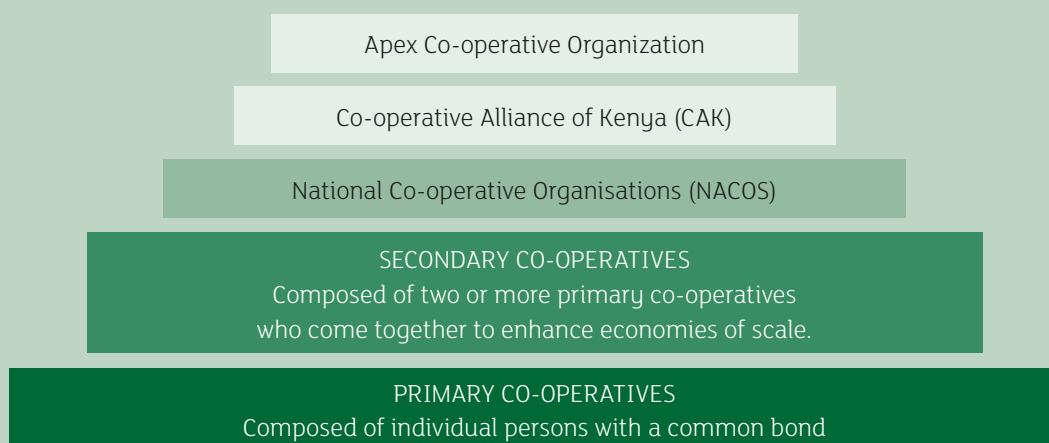 Apex Co-operative Organization
Co-operative Alliance of Kenya (CAK)
National Co-operative Organisations (NACOS)
SECONDARY CO-OPERATIVES
Composed of two or more primary co-operatives
who come together to enhance economies of scale.
PRIMARY CO-OPERATIVES
Composed of individual persons with a common bond